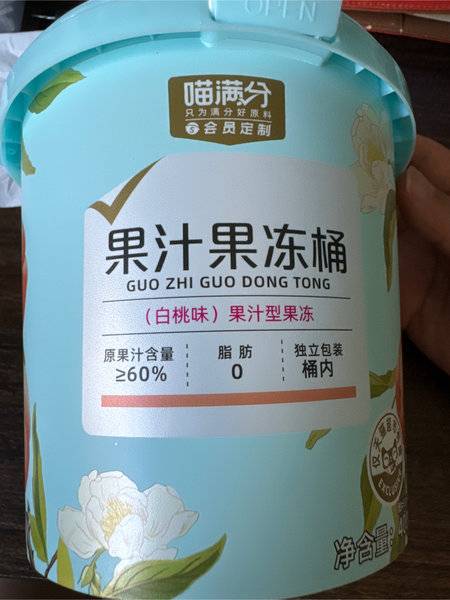 OPEN
喵满分
只为满分好原料
会员定制
果汁果冻桶
GUO ZHI GUO DONG TONG
（白桃味）果汁型果冻
原果汁含量 脂肪 独立包装
≥60% 0 桶内
EXCLUSIVE
净含量: